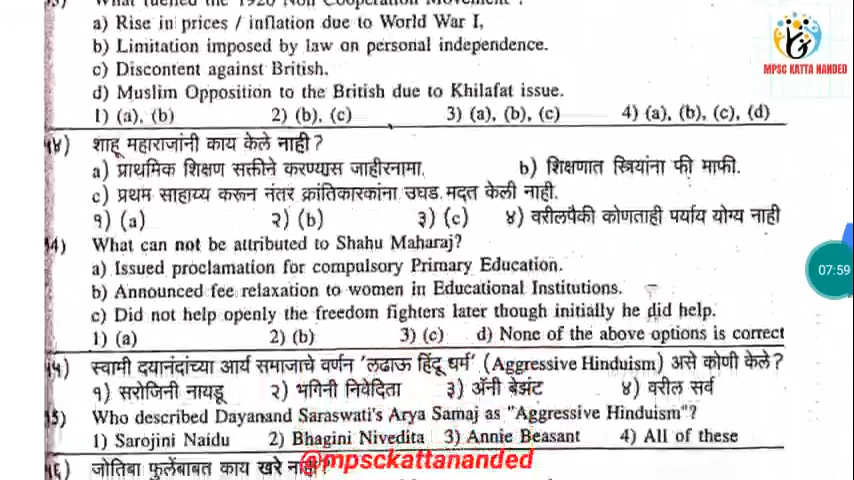 a) Rise in prices / inflation due to World War I,
b) Limitation imposed by law on personal independence.
c) Discontent against British.
d) Muslim Opposition to the British due to Khilafat issue.
1) (a), (b) 2) (b), (c) 3) (a), (b), (c) 4) (a), (b), (c), (d)
१४) शाहू महाराजांनी काय केले नाही ?
a) प्राथमिक शिक्षण सक्तीने करण्यास जाहीरनामा. b) शिक्षणात स्त्रियांना फी माफी.
c) प्रथम साहाय्य करून नंतर क्रांतिकारकांना उघड मदत केली नाही.
१) (a) २) (b) ३) (c) ४) वरीलपैकी कोणताही पर्याय योग्य नाही
14) What can not be attributed to Shahu Maharaj?
a) Issued proclamation for compulsory Primary Education.
b) Announced fee relaxation to women in Educational Institutions.
c) Did not help openly the freedom fighters later though initially he did help.
1) (a) 2) (b) 3) (c) d) None of the above options is correct
१५) स्वामी दयानंदांच्या आर्य समाजाचे वर्णन 'लढाऊ हिंदू धर्म' (Aggressive Hinduism) असे कोणी केले ?
१) सरोजिनी नायडू २) भगिनी निवेदिता ३) ॲनी बेझंट ४) वरील सर्व
15) Who described Dayanand Saraswati's Arya Samaj as "Aggressive Hinduism"?
1) Sarojini Naidu 2) Bhagini Nivedita 3) Annie Beasant 4) All of these
१६) जोतिबा फुलेंबाबत काय खरे नाही ?
@mpsckattananded
MPSC KATTA NANDED
07:59